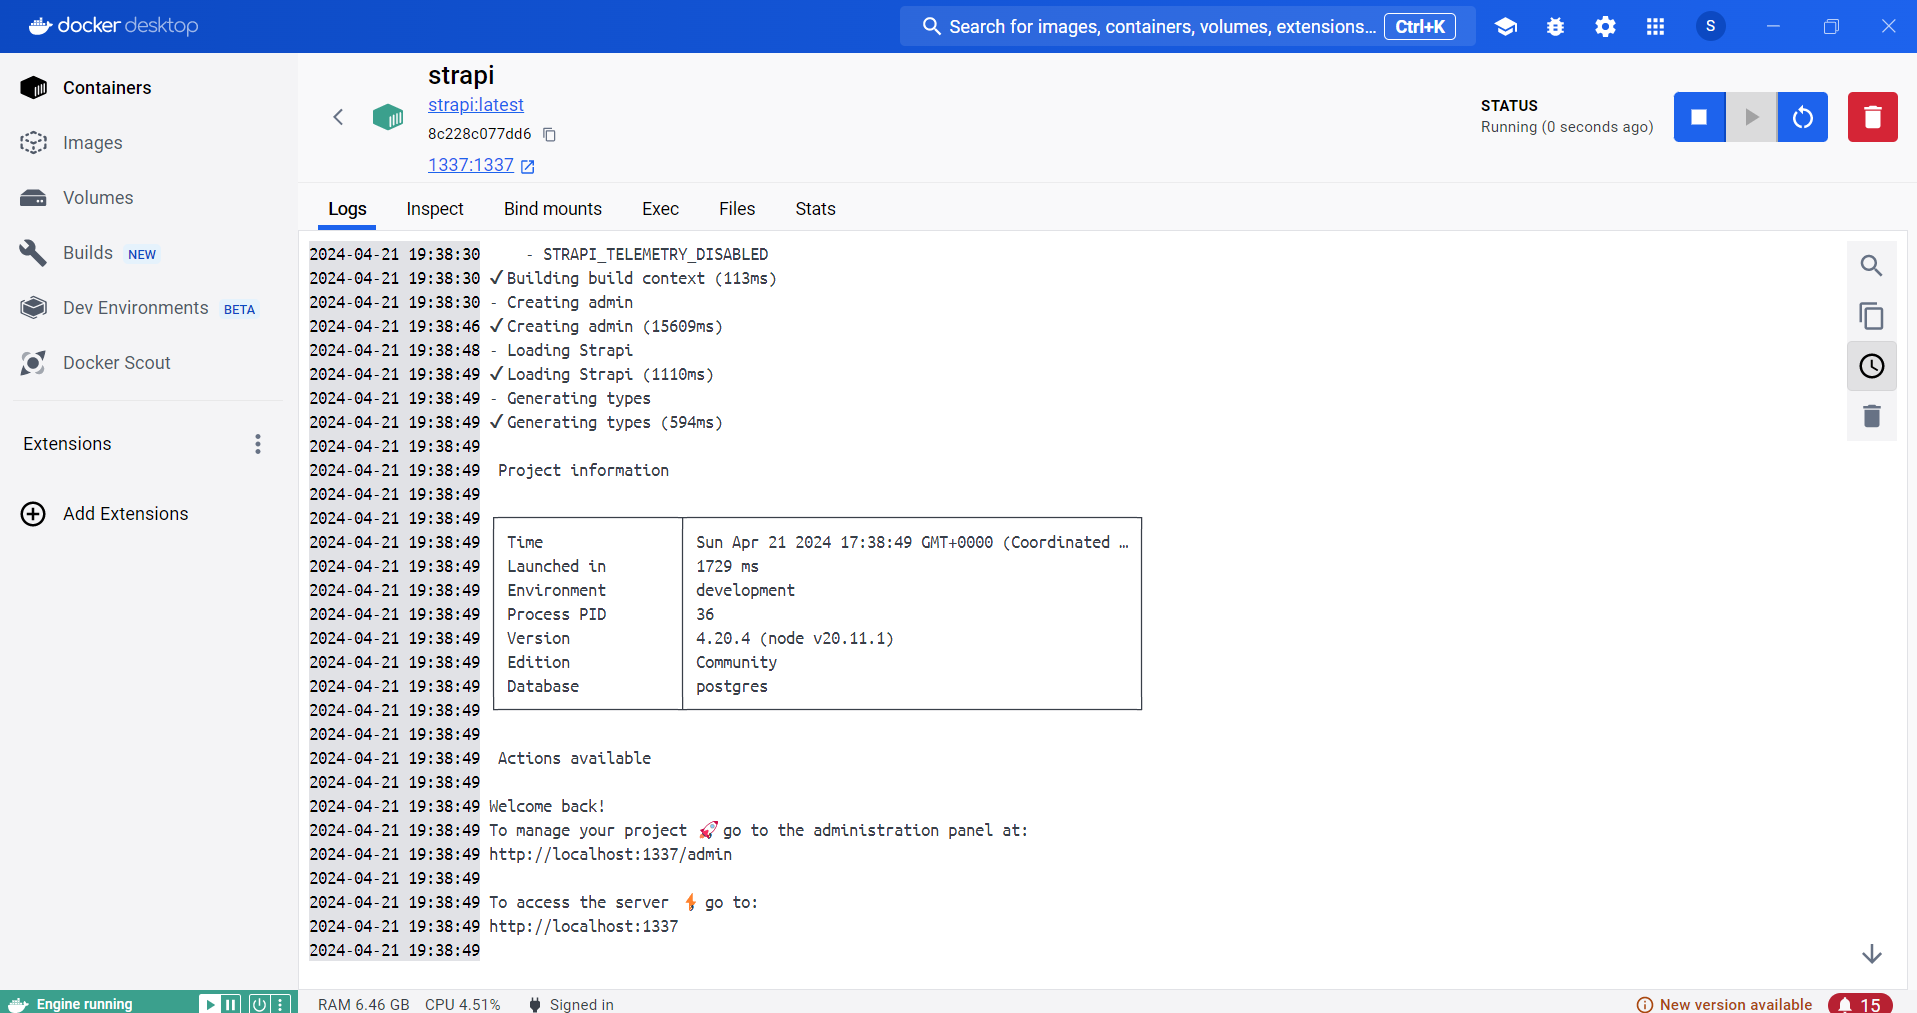 docker desktop
Search for images, containers, volumes, extensions... Ctrl+K
S
Containers
Images
Volumes
Builds NEW
Dev Environments BETA
Docker Scout
Extensions
Add Extensions
strapi
strapi:latest
8c228c077dd6
1337:1337
STATUS
Running (0 seconds ago)
Logs Inspect Bind mounts Exec Files Stats
2024-04-21 19:38:30 - STRAPI_TELEMETRY_DISABLED
2024-04-21 19:38:30 ✓ Building build context (113ms)
2024-04-21 19:38:30 - Creating admin
2024-04-21 19:38:46 ✓ Creating admin (15609ms)
2024-04-21 19:38:48 - Loading Strapi
2024-04-21 19:38:49 ✓ Loading Strapi (1110ms)
2024-04-21 19:38:49 - Generating types
2024-04-21 19:38:49 ✓ Generating types (594ms)
2024-04-21 19:38:49
2024-04-21 19:38:49 Project information
2024-04-21 19:38:49
2024-04-21 19:38:49
2024-04-21 19:38:49 Time Sun Apr 21 2024 17:38:49 GMT+0000 (Coordinated …
2024-04-21 19:38:49 Launched in 1729 ms
2024-04-21 19:38:49 Environment development
2024-04-21 19:38:49 Process PID 36
2024-04-21 19:38:49 Version 4.20.4 (node v20.11.1)
2024-04-21 19:38:49 Edition Community
2024-04-21 19:38:49 Database postgres
2024-04-21 19:38:49
2024-04-21 19:38:49
2024-04-21 19:38:49 Actions available
2024-04-21 19:38:49
2024-04-21 19:38:49 Welcome back!
2024-04-21 19:38:49 To manage your project 🚀 go to the administration panel at:
2024-04-21 19:38:49 http://localhost:1337/admin
2024-04-21 19:38:49
2024-04-21 19:38:49 To access the server ⚡ go to:
2024-04-21 19:38:49 http://localhost:1337
2024-04-21 19:38:49
Engine running
RAM 6.46 GB CPU 4.51% Signed in
New version available
15